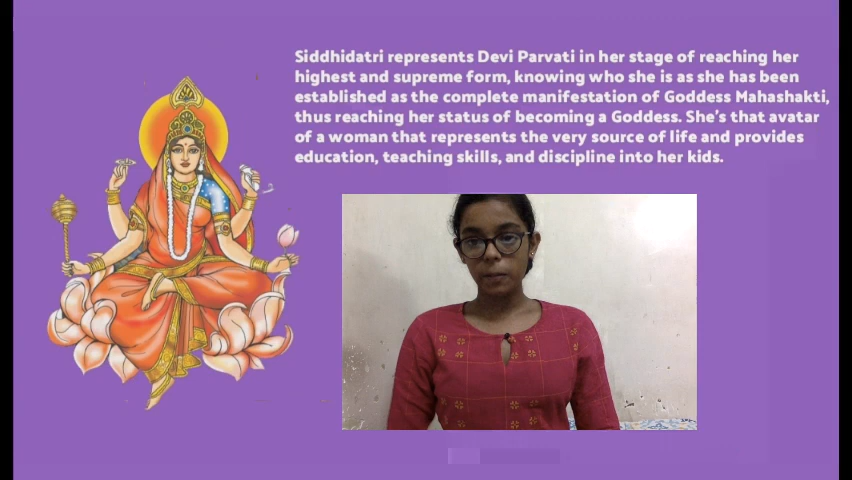 Siddhidatri represents Devi Parvati in her stage of reaching her
highest and supreme form, knowing who she is as she has been
established as the complete manifestation of Goddess Mahashakti,
thus reaching her status of becoming a Goddess. She's that avatar
of a woman that represents the very source of life and provides
education, teaching skills, and discipline into her kids.